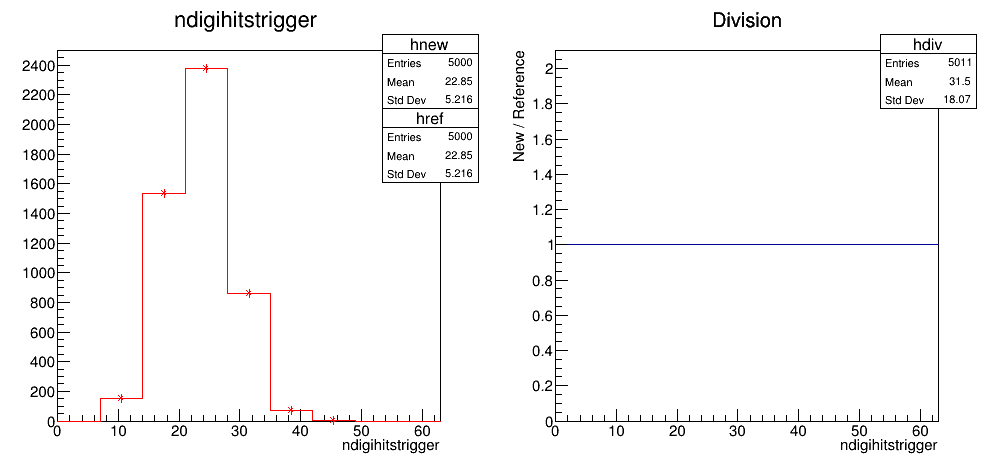 ndigihitstrigger
hnew
Entries 5000
Mean 22.85
Std Dev 5.216
href
Entries 5000
Mean 22.85
Std Dev 5.216
2400
2200
2000
1800
1600
1400
1200
1000
800
600
400
200
0
0 10 20 30 40 50 60
ndigihitstrigger
Division
hdiv
Entries 5011
Mean 31.5
Std Dev 18.07
New / Reference
2
1.8
1.6
1.4
1.2
1
0.8
0.6
0.4
0.2
0
0 10 20 30 40 50 60
ndigihitstrigger